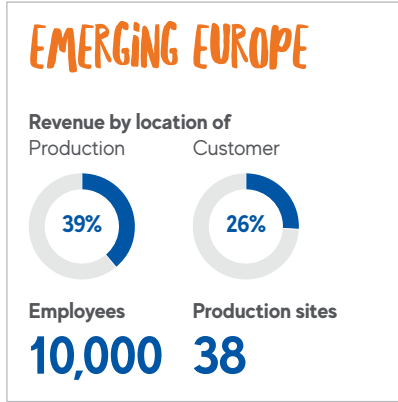 EMERGiNG EUROPE
Revenue by location of
Production Customer
39% 26%
Employees Production sites
10,000 38